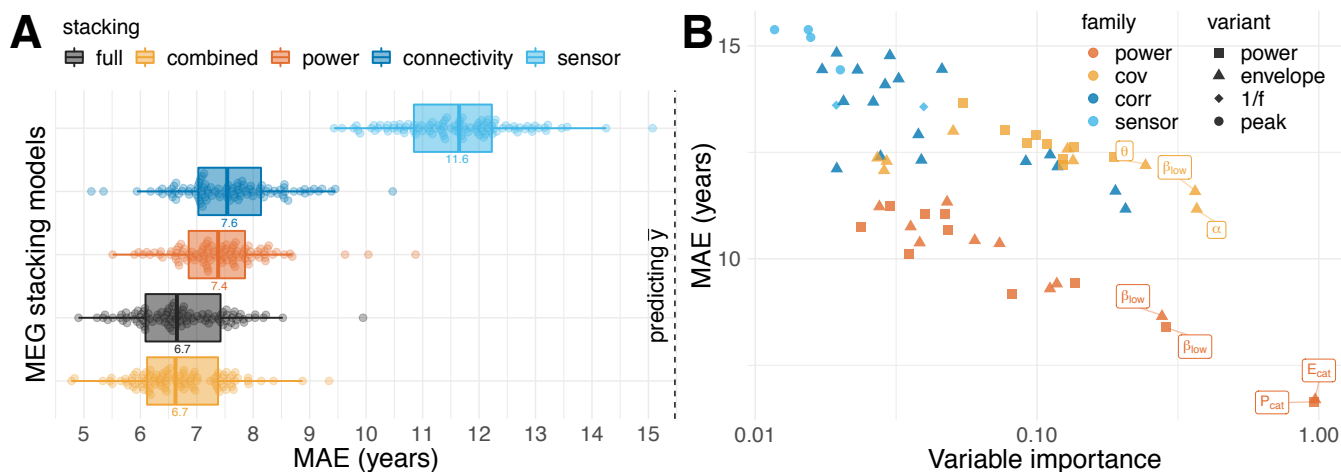 A
stacking
full combined power connectivity sensor
MEG stacking models
11.6
7.6
7.4
6.7
6.7
predicting y̅
5 6 7 8 9 10 11 12 13 14 15
MAE (years)
B
family variant
power power
cov envelope
corr 1/f
sensor peak
MAE (years)
15
10
θ
βlow
α
βlow
βlow
Ecat
Pcat
0.01 0.10 1.00
Variable importance